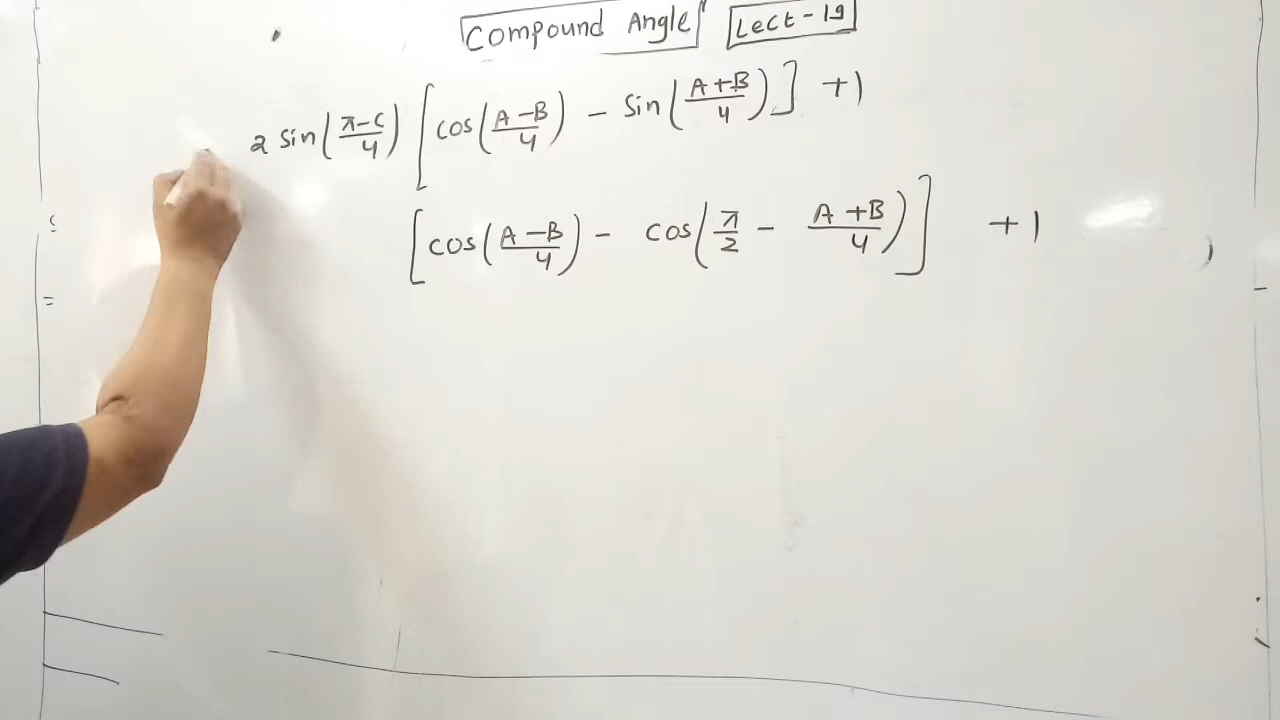 Compound Angle Lect-19
2 sin(π-C/4) [cos(A-B/4) - sin(A+B/4)] +1
[cos(A-B/4) - cos(π/2 - A+B/4)] +1
=